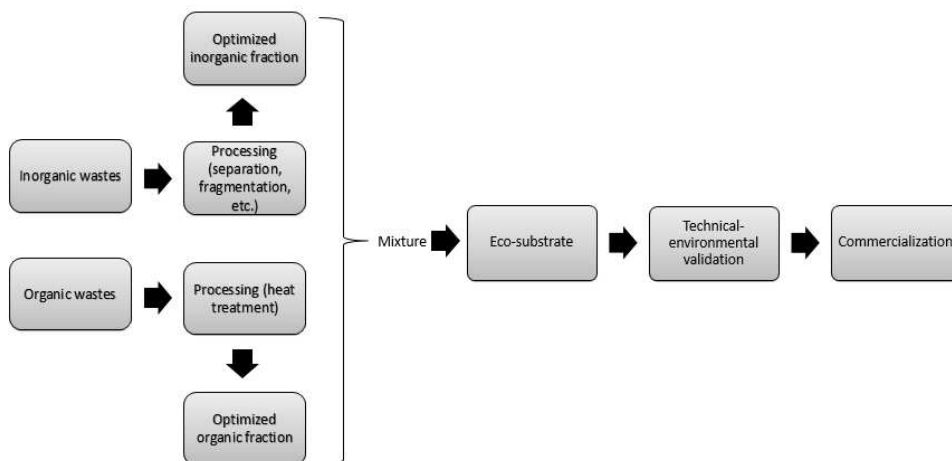 Optimized
inorganic fraction
Inorganic wastes
Processing
(separation,
fragmentation,
etc.)
Organic wastes
Processing (heat
treatment)
Optimized
organic fraction
Mixture
Eco-substrate
Technical-
environmental
validation
Commercialization